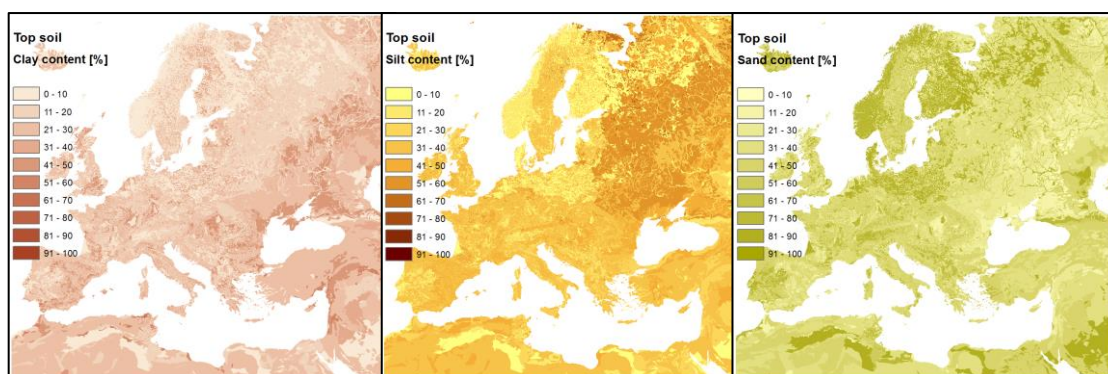 Top soil
Clay content [%]
0 - 10
11 - 20
21 - 30
31 - 40
41 - 50
51 - 60
61 - 70
71 - 80
81 - 90
91 - 100
Top soil
Silt content [%]
0 - 10
11 - 20
21 - 30
31 - 40
41 - 50
51 - 60
61 - 70
71 - 80
81 - 90
91 - 100
Top soil
Sand content [%]
0 - 10
11 - 20
21 - 30
31 - 40
41 - 50
51 - 60
61 - 70
71 - 80
81 - 90
91 - 100